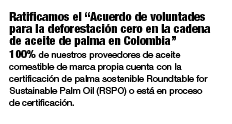 Ratificamos el “Acuerdo de voluntades
para la deforestación cero en la cadena
de aceite de palma en Colombia”
100% de nuestros proveedores de aceite
comestible de marca propia cuenta con la
certificación de palma sostenible Roundtable for
Sustainable Palm Oil (RSPO) o está en proceso
de certificación.